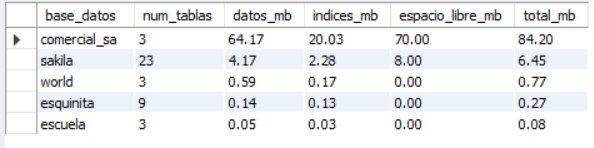 base_datos num_tablas datos_mb indices_mb espacio_libre_mb total_mb
comercial_sa 3 64.17 20.03 70.00 84.20
sakila 23 4.17 2.28 8.00 6.45
world 3 0.59 0.17 0.00 0.77
esquinita 9 0.14 0.13 0.00 0.27
escuela 3 0.05 0.03 0.00 0.08